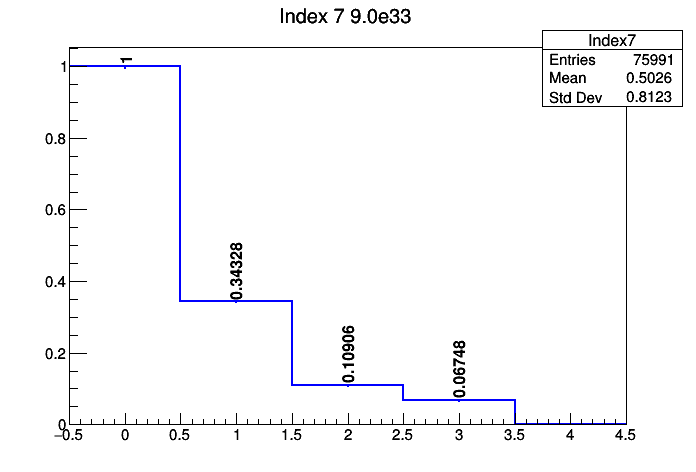 Index 7 9.0e33
Index7
Entries 75991
Mean 0.5026
Std Dev 0.8123
1
0.8
0.6
0.4
0.2
0
1
0.34328
0.10906
0.06748
−0.5 0 0.5 1 1.5 2 2.5 3 3.5 4 4.5